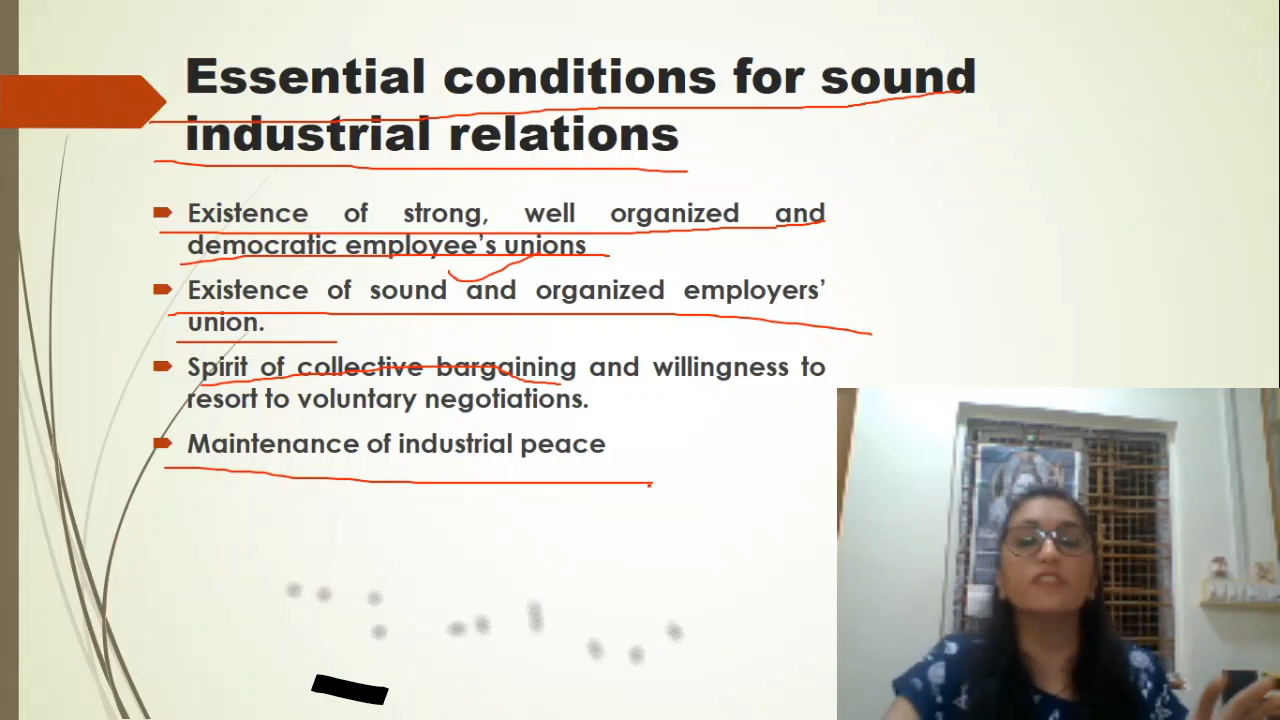 Essential conditions for sound
industrial relations
Existence of strong, well organized and
democratic employee’s unions
Existence of sound and organized employers’
union.
Spirit of collective bargaining and willingness to
resort to voluntary negotiations.
Maintenance of industrial peace